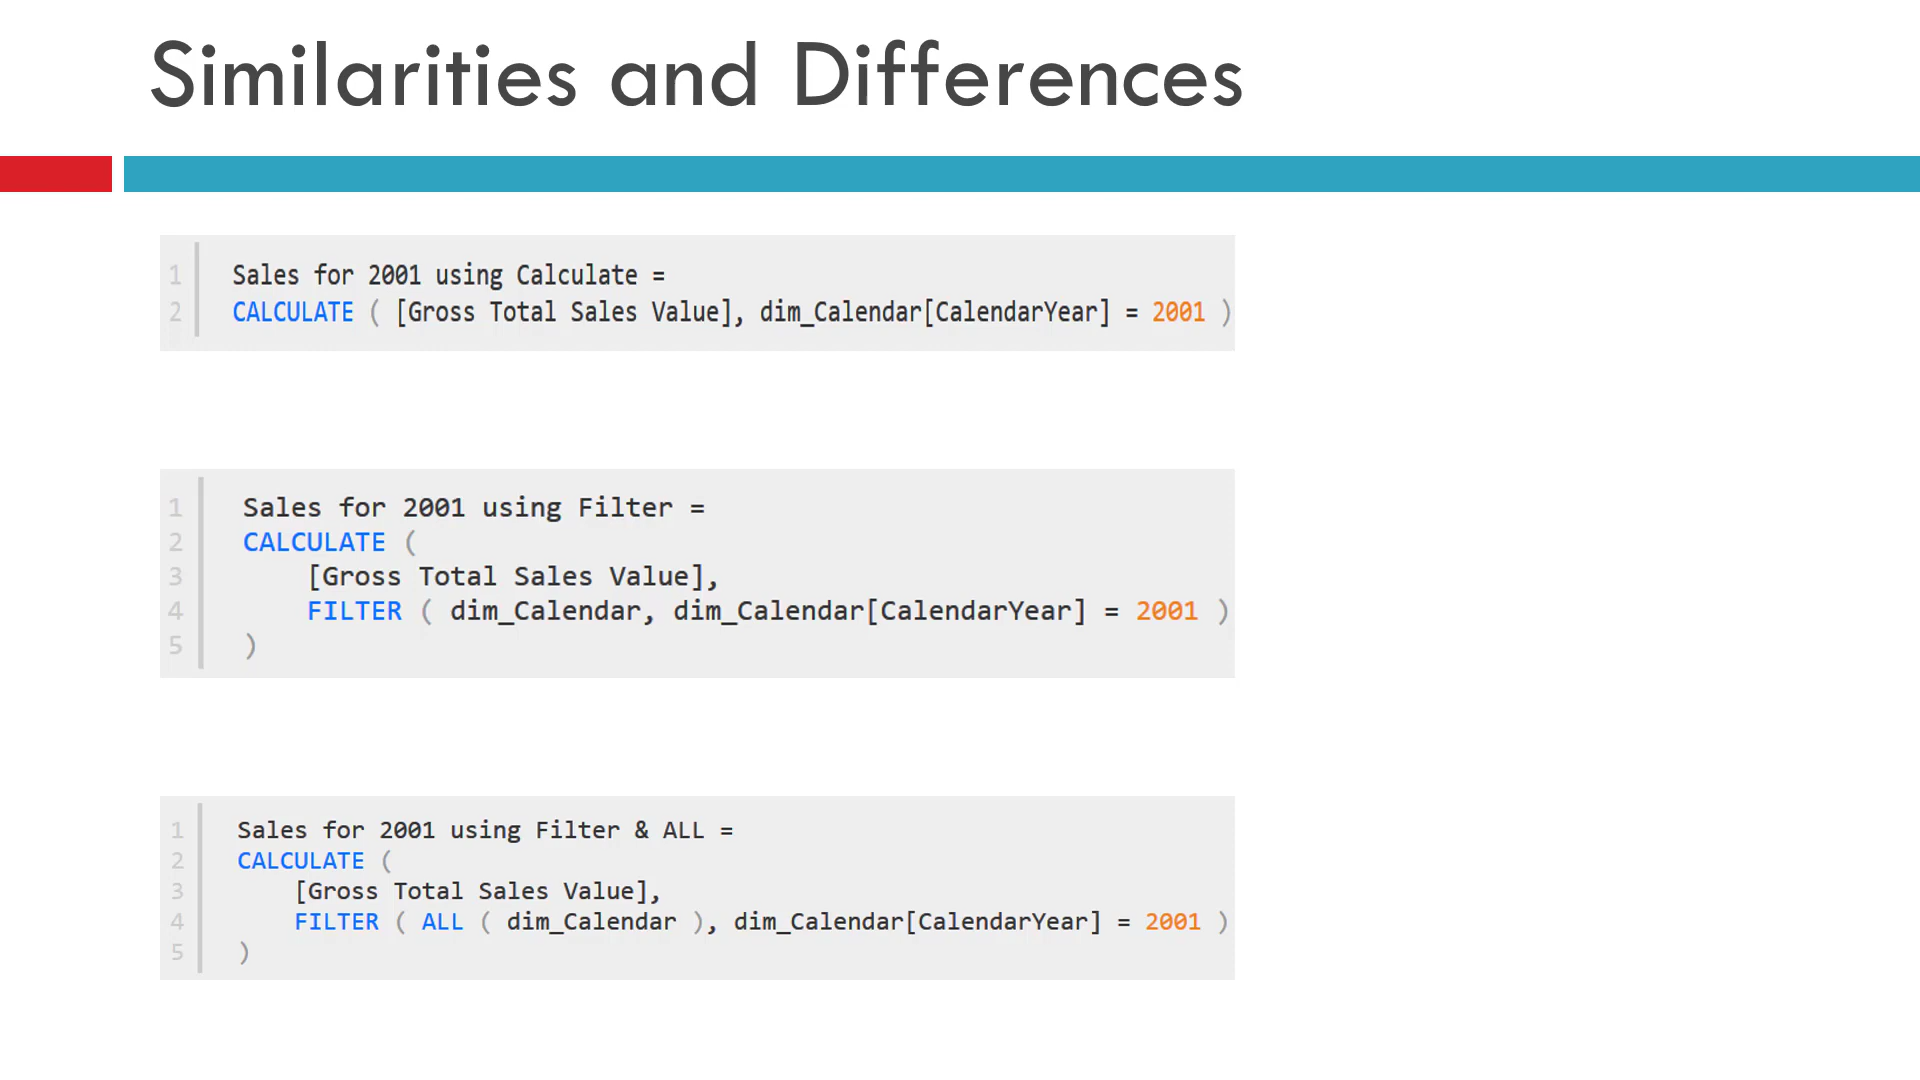 Similarities and Differences
1 Sales for 2001 using Calculate =
2 CALCULATE ( [Gross Total Sales Value], dim_Calendar[CalendarYear] = 2001 )
1 Sales for 2001 using Filter =
2 CALCULATE (
3 [Gross Total Sales Value],
4 FILTER ( dim_Calendar, dim_Calendar[CalendarYear] = 2001 )
5 )
1 Sales for 2001 using Filter & ALL =
2 CALCULATE (
3 [Gross Total Sales Value],
4 FILTER ( ALL ( dim_Calendar ), dim_Calendar[CalendarYear] = 2001 )
5 )